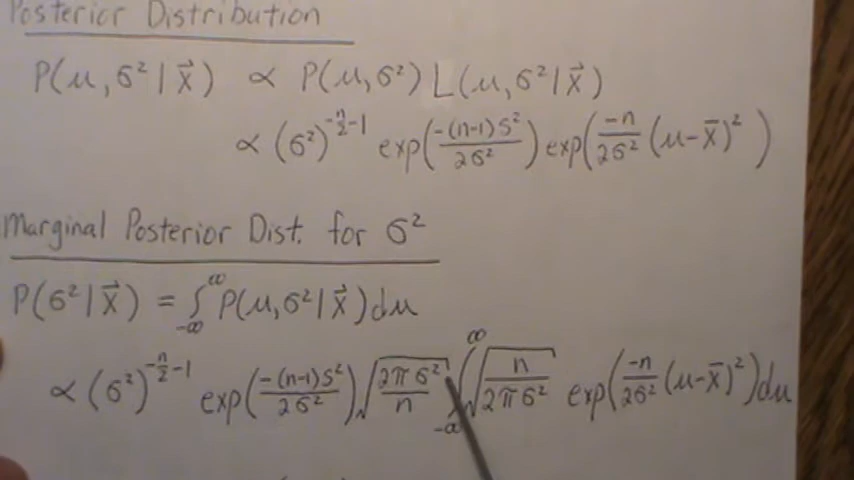 Posterior Distribution
P(μ, σ² | x⃗) ∝ P(μ, σ²) L(μ, σ² | x⃗)
∝ (σ²)^(-n/2 - 1) exp(-(n-1)S²/2σ²) exp(-n/2σ² (μ-x̄)²)
Marginal Posterior Dist. for σ²
P(σ² | x⃗) = ∫_{-∞}^{∞} P(μ, σ² | x⃗) dμ
∝ (σ²)^(-n/2 - 1) exp(-(n-1)S²/2σ²) √(2πσ²/n) ∫_{-∞}^{∞} √(n/2πσ²) exp(-n/2σ² (μ-x̄)²) dμ